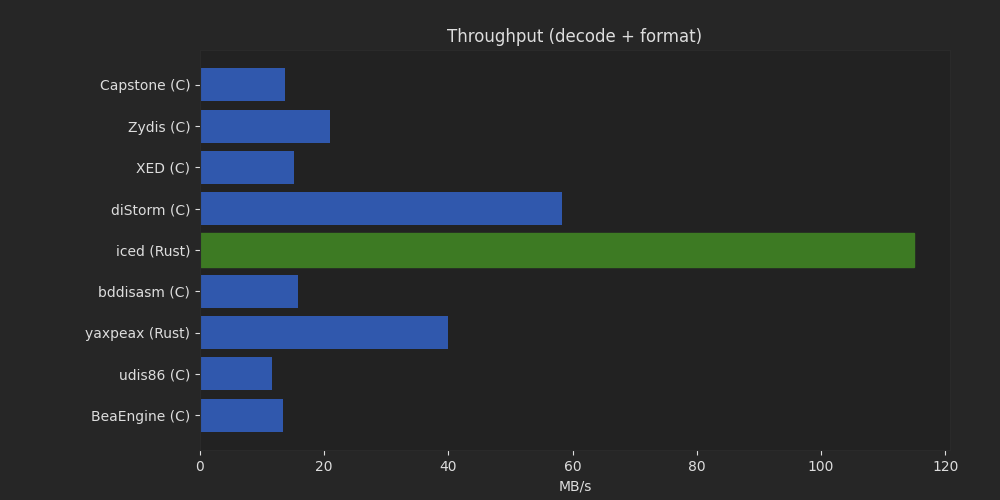 Throughput (decode + format)
Capstone (C)
Zydis (C)
XED (C)
diStorm (C)
iced (Rust)
bddisasm (C)
yaxpeax (Rust)
udis86 (C)
BeaEngine (C)
0 20 40 60 80 100 120
MB/s